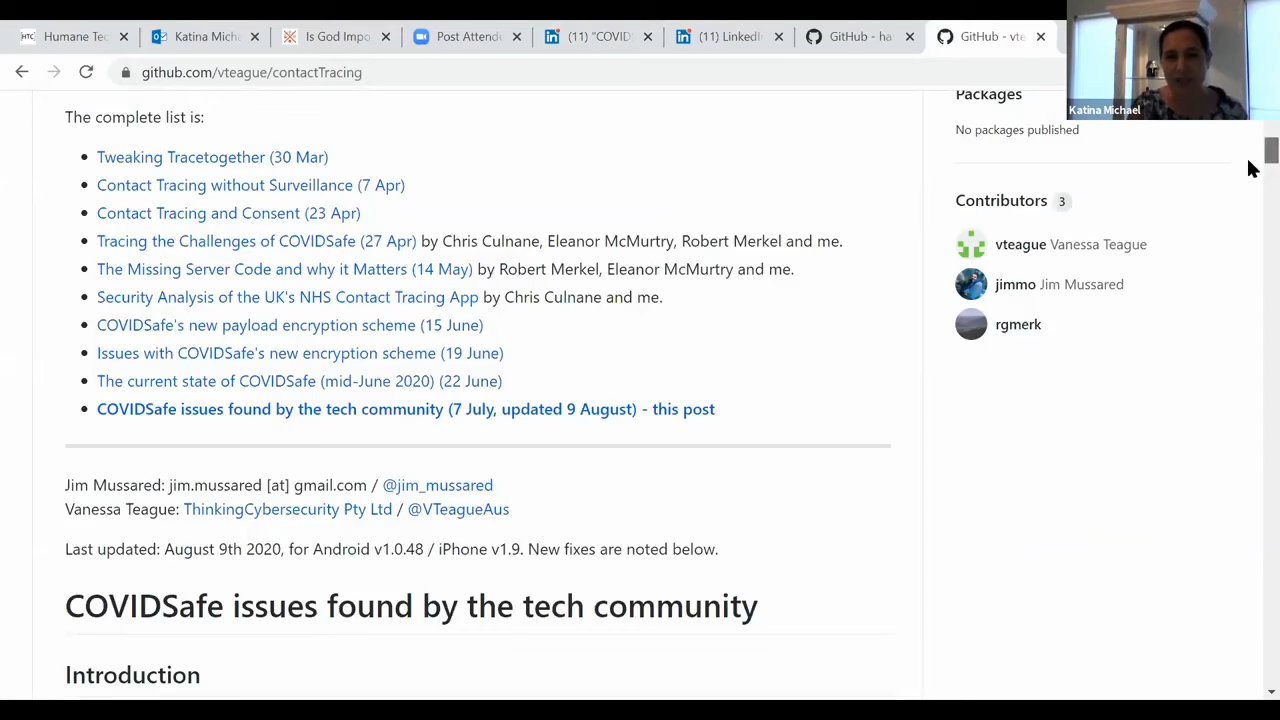 Humane Tec
Katina Micha
Is God Impo
Post Attende
(11) "COVID
(11) LinkedIn
GitHub - ha
GitHub - vte
github.com/vteague/contactTracing
Katina Michael
The complete list is:
Tweaking Tracetogether (30 Mar)
Contact Tracing without Surveillance (7 Apr)
Contact Tracing and Consent (23 Apr)
Tracing the Challenges of COVIDSafe (27 Apr) by Chris Culnane, Eleanor McMurtry, Robert Merkel and me.
The Missing Server Code and why it Matters (14 May) by Robert Merkel, Eleanor McMurtry and me.
Security Analysis of the UK's NHS Contact Tracing App by Chris Culnane and me.
COVIDSafe's new payload encryption scheme (15 June)
Issues with COVIDSafe's new encryption scheme (19 June)
The current state of COVIDSafe (mid-June 2020) (22 June)
COVIDSafe issues found by the tech community (7 July, updated 9 August) - this post
Jim Mussared: jim.mussared [at] gmail.com / @jim_mussared
Vanessa Teague: ThinkingCybersecurity Pty Ltd / @VTeagueAus
Last updated: August 9th 2020, for Android v1.0.48 / iPhone v1.9. New fixes are noted below.
COVIDSafe issues found by the tech community
Introduction
Packages
No packages published
Contributors 3
vteague Vanessa Teague
jimmo Jim Mussared
rgmerk